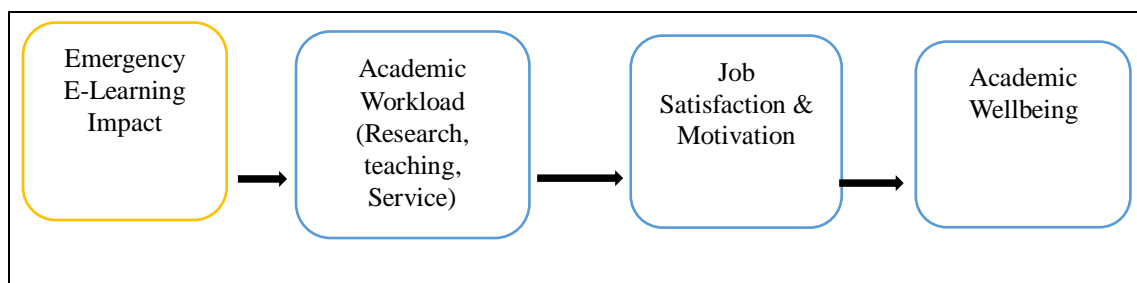 Emergency
E-Learning
Impact
Academic
Workload
(Research,
teaching,
Service)
Job
Satisfaction &
Motivation
Academic
Wellbeing